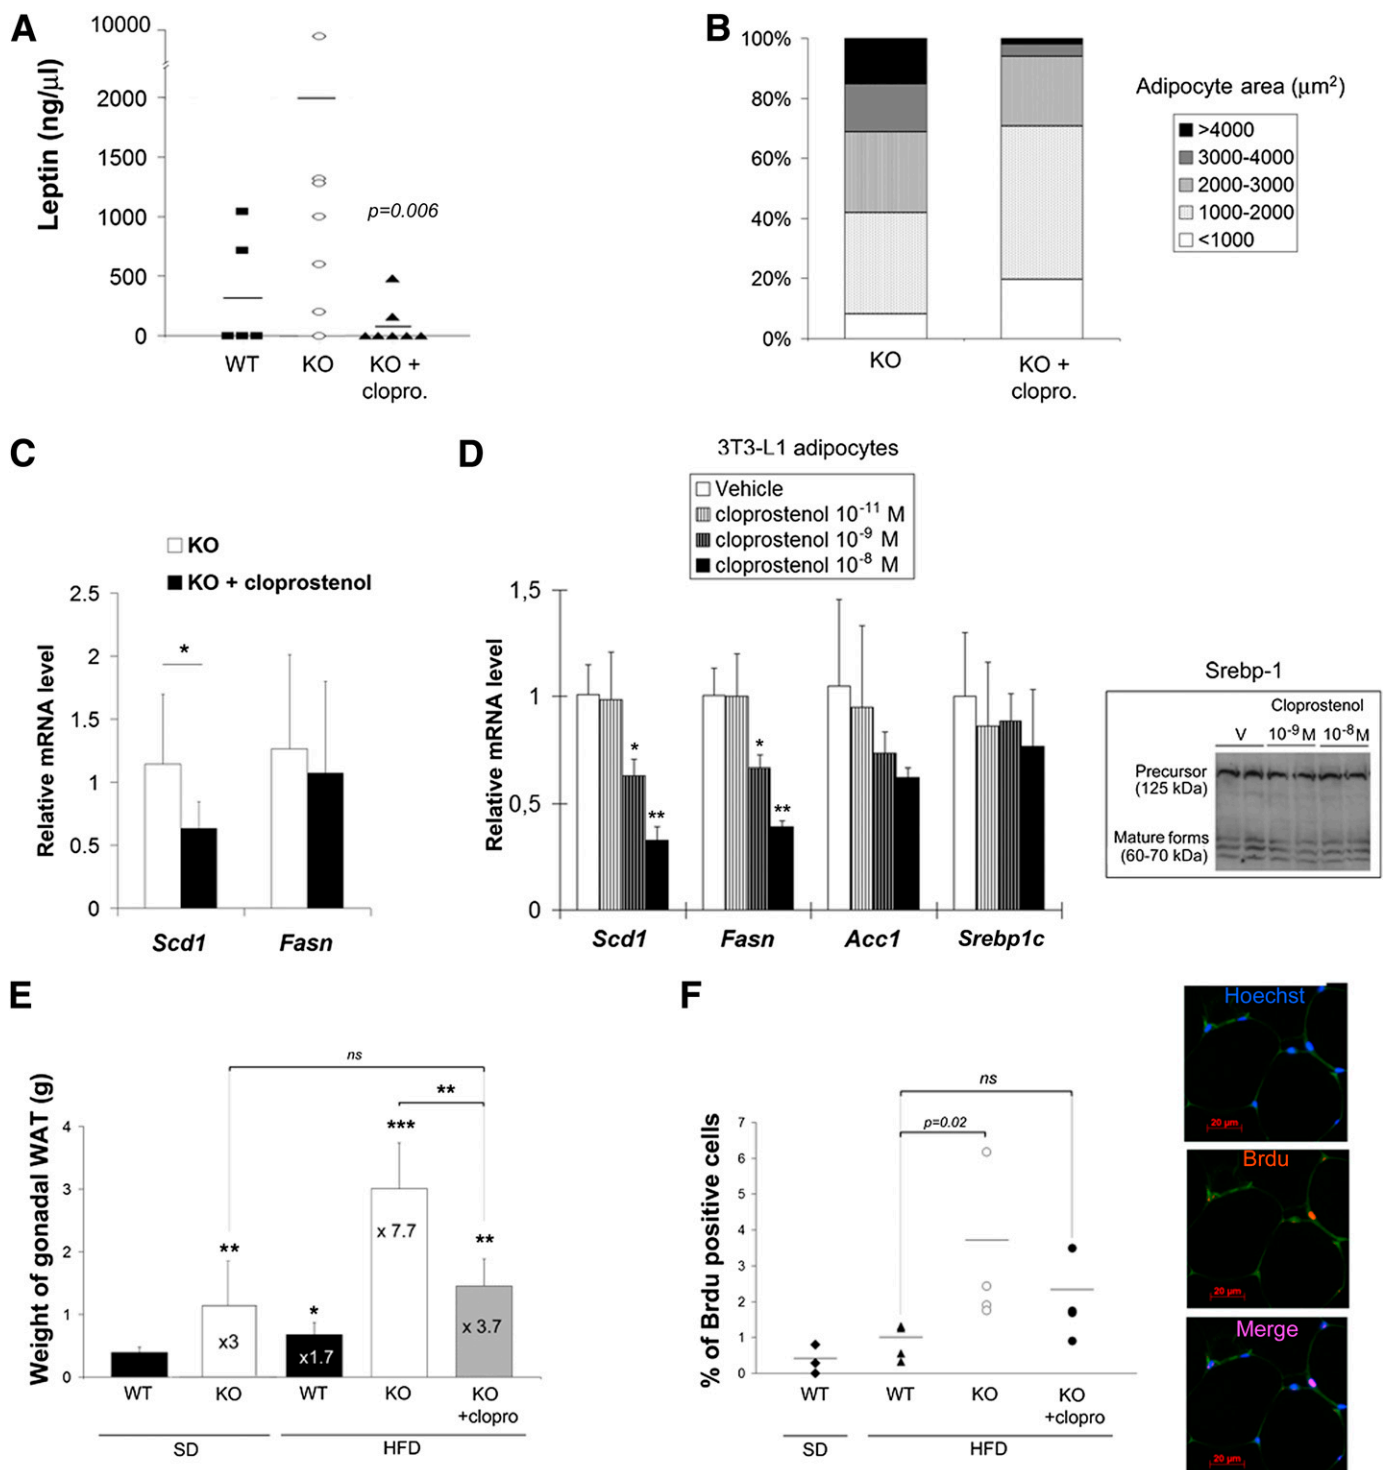 A
Leptin (ng/µl)
10000
2000
1500
1000
500
0
p=0.006
WT
KO
KO +
clopro.
B
100%
80%
60%
40%
20%
0%
KO
KO +
clopro.
Adipocyte area (µm²)
>4000
3000-4000
2000-3000
1000-2000
<1000
C
KO
KO + cloprostenol
Relative mRNA level
2.5
2
1.5
1
0.5
0
*
Scd1
Fasn
D
3T3-L1 adipocytes
Vehicle
cloprostenol 10⁻¹¹ M
cloprostenol 10⁻⁹ M
cloprostenol 10⁻⁸ M
Relative mRNA level
1,5
1
0,5
0
*
**
*
**
Scd1
Fasn
Acc1
Srebp1c
Srebp-1
Cloprostenol
V 10⁻⁹ M 10⁻⁸ M
Precursor
(125 kDa)
Mature forms
(60-70 kDa)
E
Weight of gonadal WAT (g)
4
3
2
1
0
ns
**
***
**
**
*
x3
x1.7
x 7.7
x 3.7
WT
KO
WT
KO
KO
+clopro
SD
HFD
F
% of Brdu positive cells
7
6
5
4
3
2
1
0
ns
p=0.02
WT
WT
KO
KO
+clopro
SD
HFD
Hoechst
20 µm
Brdu
20 µm
Merge
20 µm